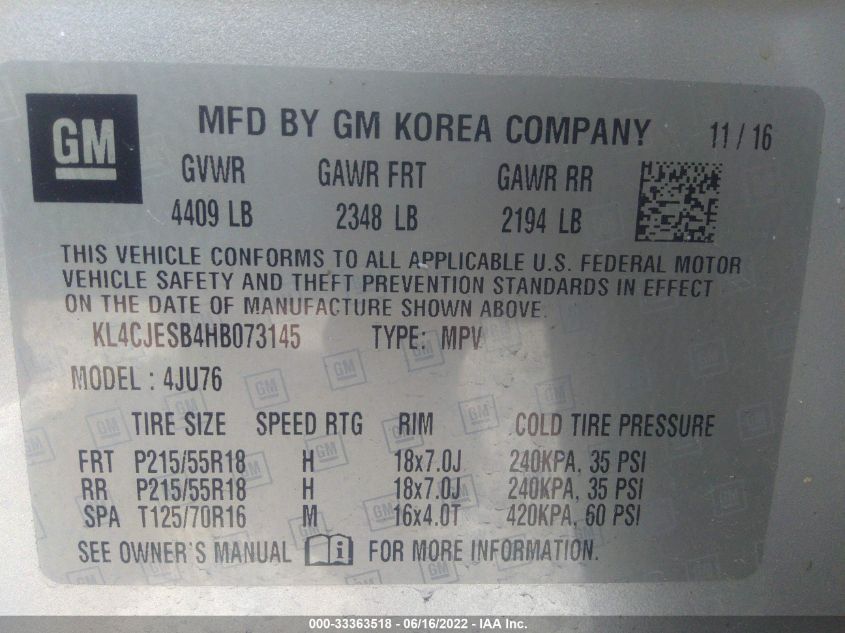 GM
MFD BY GM KOREA COMPANY 11 / 16
GVWR GAWR FRT GAWR RR
4409 LB 2348 LB 2194 LB
THIS VEHICLE CONFORMS TO ALL APPLICABLE U.S. FEDERAL MOTOR
VEHICLE SAFETY AND THEFT PREVENTION STANDARDS IN EFFECT
ON THE DATE OF MANUFACTURE SHOWN ABOVE.
KL4CJESB4HB073145 TYPE: MPV
MODEL : 4JU76
TIRE SIZE SPEED RTG RIM COLD TIRE PRESSURE
FRT P215/55R18 H 18x7.0J 240KPA, 35 PSI
RR P215/55R18 H 18x7.0J 240KPA, 35 PSI
SPA T125/70R16 M 16x4.0T 420KPA, 60 PSI
SEE OWNER'S MANUAL i FOR MORE INFORMATION.
000-33363518 - 06/16/2022 - IAA Inc.